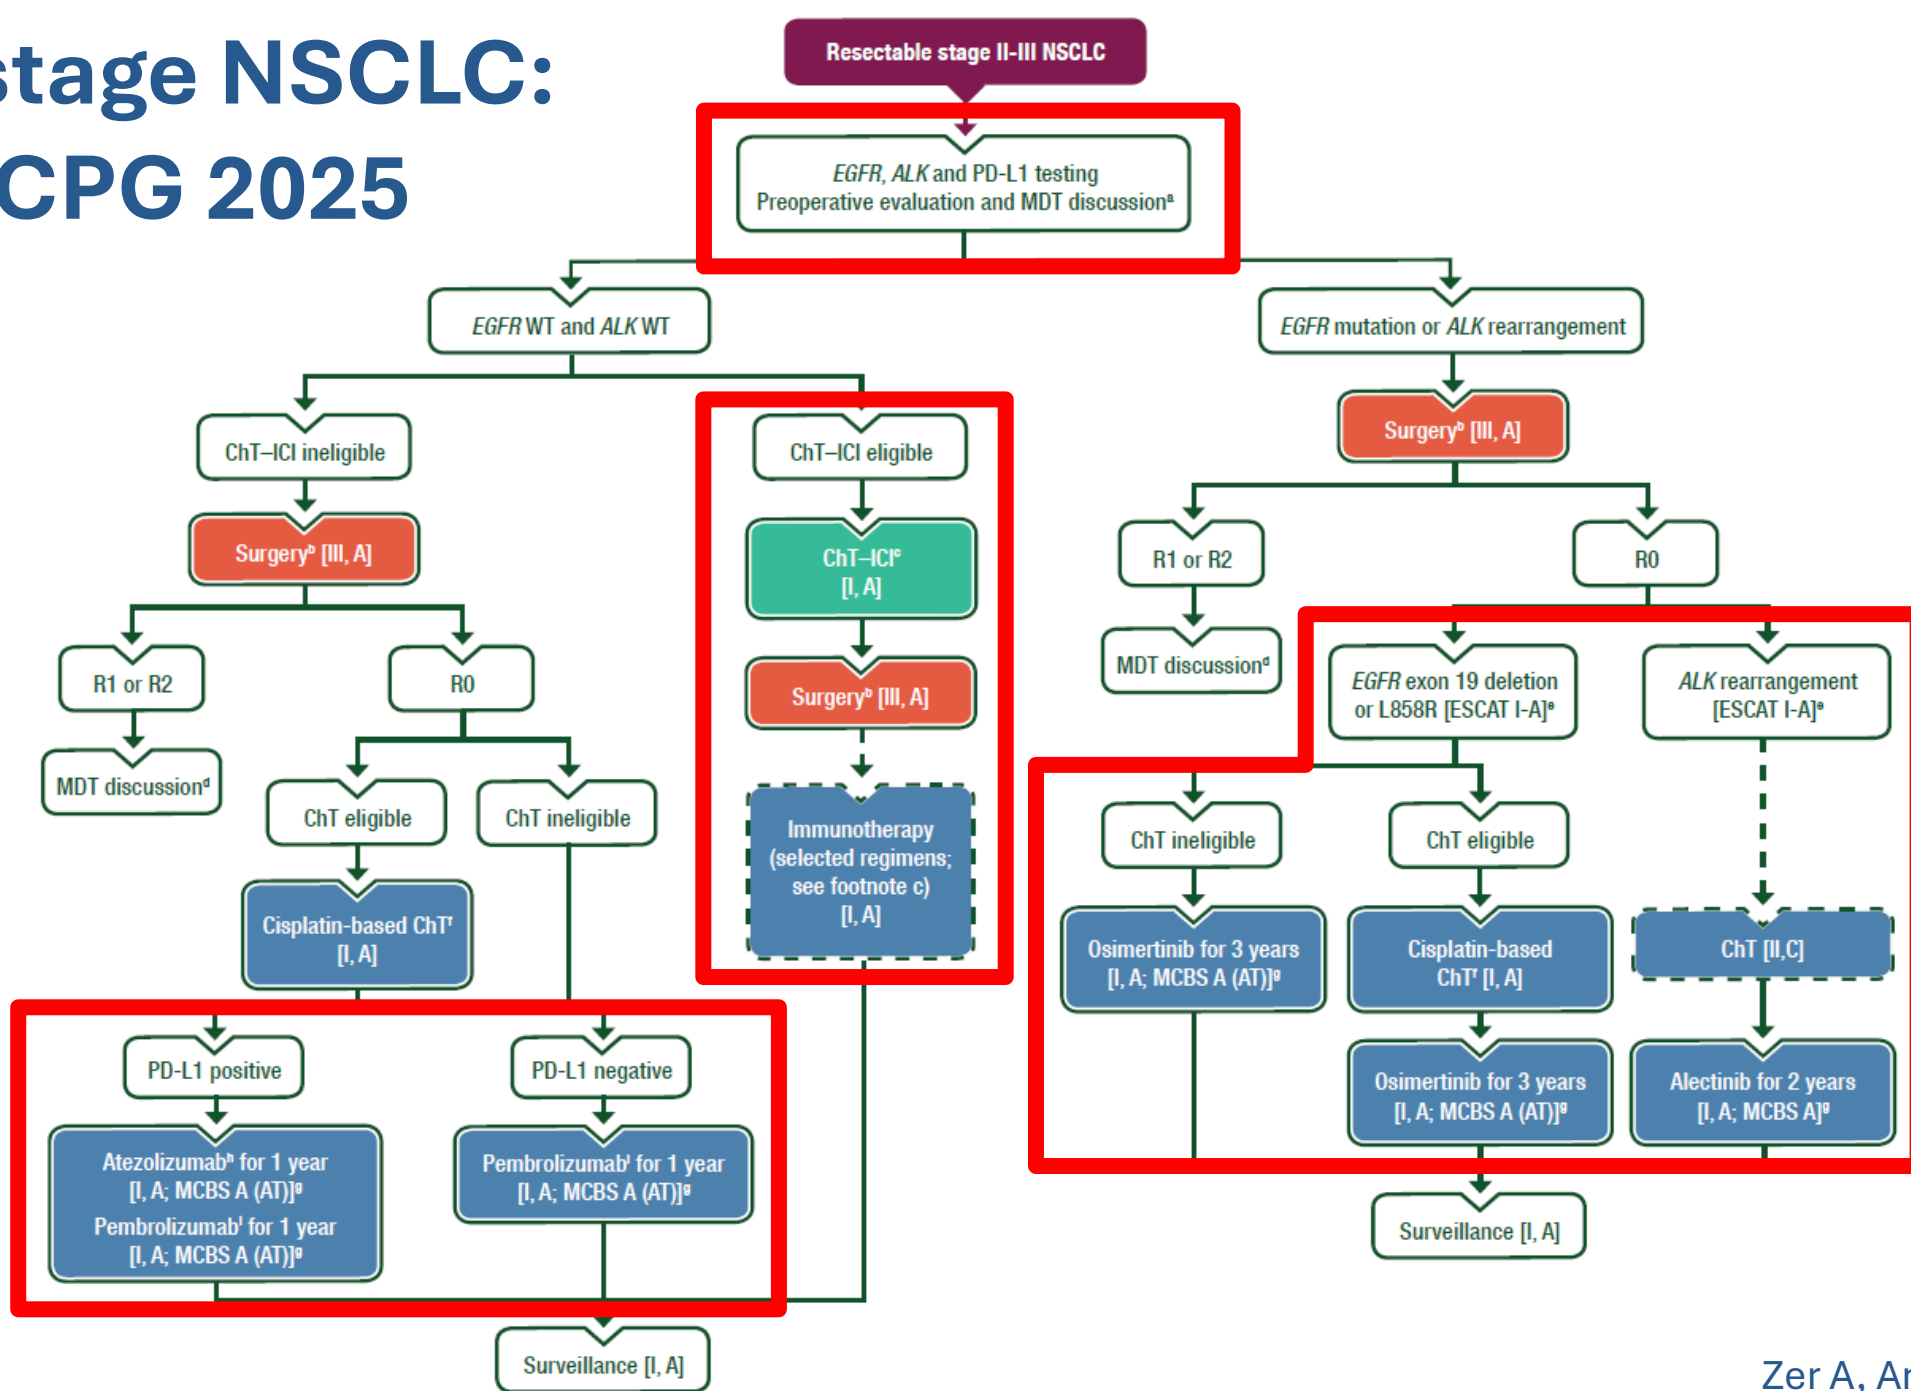 stage NSCLC:
CPG 2025
Resectable stage II-III NSCLC
EGFR, ALK and PD-L1 testing
Preoperative evaluation and MDT discussionᵃ
EGFR WT and ALK WT
EGFR mutation or ALK rearrangement
ChT–ICI ineligible
ChT–ICI eligible
Surgeryᵇ [III, A]
Surgeryᵇ [III, A]
ChT–ICIᶜ
[I, A]
R1 or R2
R0
Surgeryᵇ [III, A]
R1 or R2
R0
MDT discussionᵈ
EGFR exon 19 deletion
or L858R [ESCAT I-A]ᵉ
ALK rearrangement
[ESCAT I-A]ᵉ
MDT discussionᵈ
ChT eligible
ChT ineligible
Immunotherapy
(selected regimens;
see footnote c)
[I, A]
ChT ineligible
ChT eligible
Cisplatin-based ChTᶠ
[I, A]
Osimertinib for 3 years
[I, A; MCBS A (AT)]ᵍ
Cisplatin-based
ChTᶠ [I, A]
ChT [II,C]
PD-L1 positive
PD-L1 negative
Osimertinib for 3 years
[I, A; MCBS A (AT)]ᵍ
Alectinib for 2 years
[I, A; MCBS A]ᵍ
Atezolizumabʰ for 1 year
[I, A; MCBS A (AT)]ᵍ
Pembrolizumabⁱ for 1 year
[I, A; MCBS A (AT)]ᵍ
Pembrolizumabⁱ for 1 year
[I, A; MCBS A (AT)]ᵍ
Surveillance [I, A]
Surveillance [I, A]
Zer A,